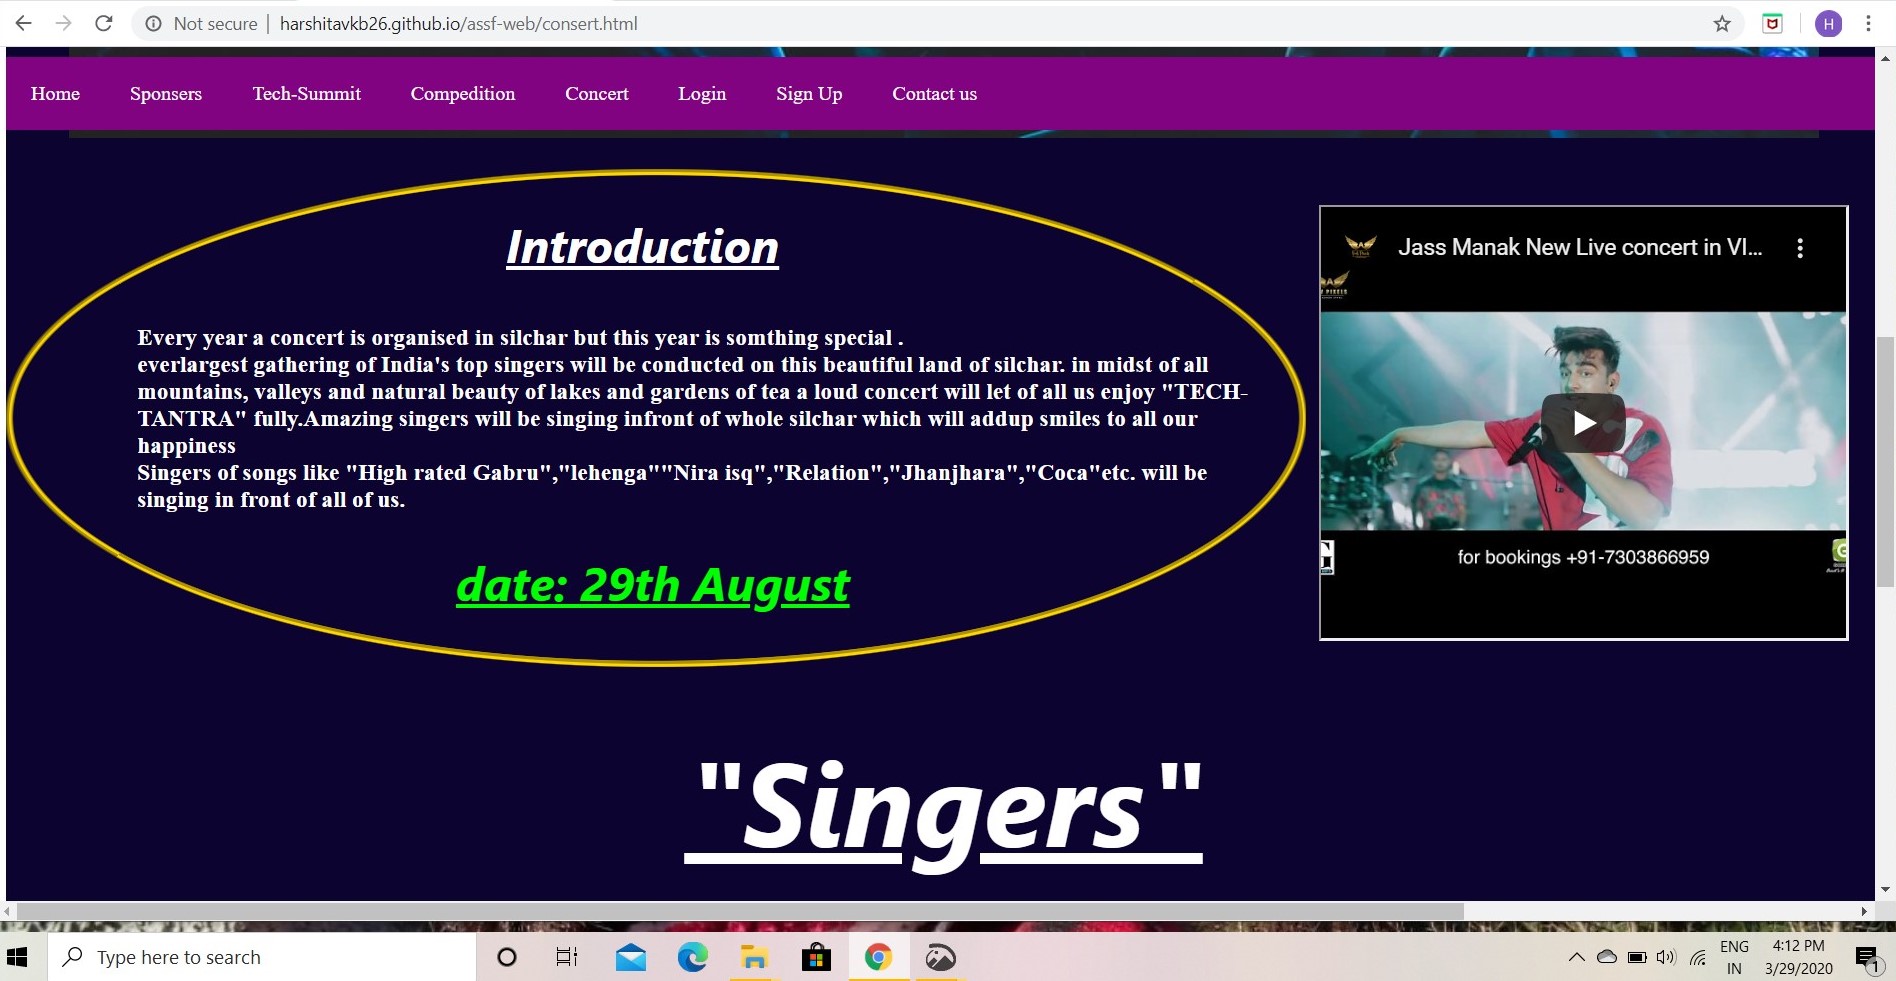 Not secure | harshitavkb26.github.io/assf-web/consert.html
H
Home Sponsers Tech-Summit Compedition Concert Login Sign Up Contact us
Introduction
Every year a concert is organised in silchar but this year is somthing special .
everlargest gathering of India's top singers will be conducted on this beautiful land of silchar. in midst of all
mountains, valleys and natural beauty of lakes and gardens of tea a loud concert will let of all us enjoy "TECH-
TANTRA" fully.Amazing singers will be singing infront of whole silchar which will addup smiles to all our
happiness
Singers of songs like "High rated Gabru","lehenga""Nira isq","Relation","Jhanjhara","Coca"etc. will be
singing in front of all of us.
date: 29th August
Jass Manak New Live concert in VI...
for bookings +91-7303866959
"Singers"
Type here to search
ENG
IN
4:12 PM
3/29/2020
1